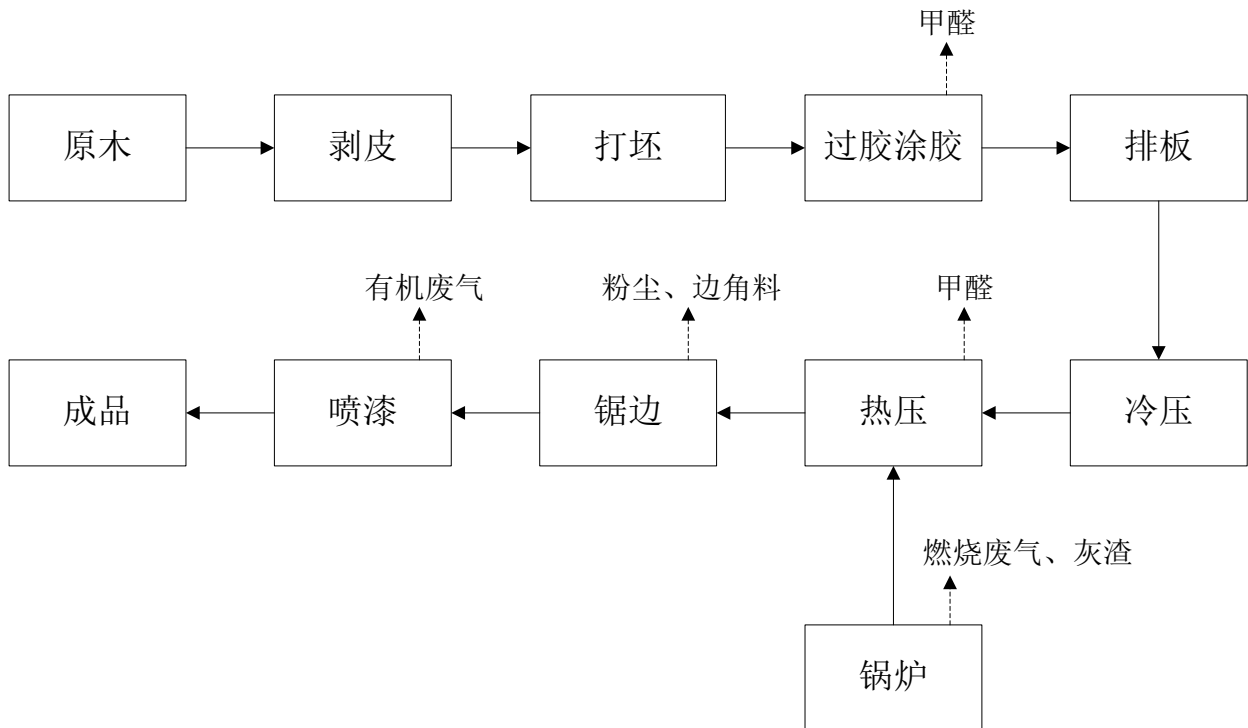 甲醛
原木
剥皮
打坯
过胶涂胶
排板
有机废气
粉尘、边角料
甲醛
成品
喷漆
锯边
热压
冷压
燃烧废气、灰渣
锅炉